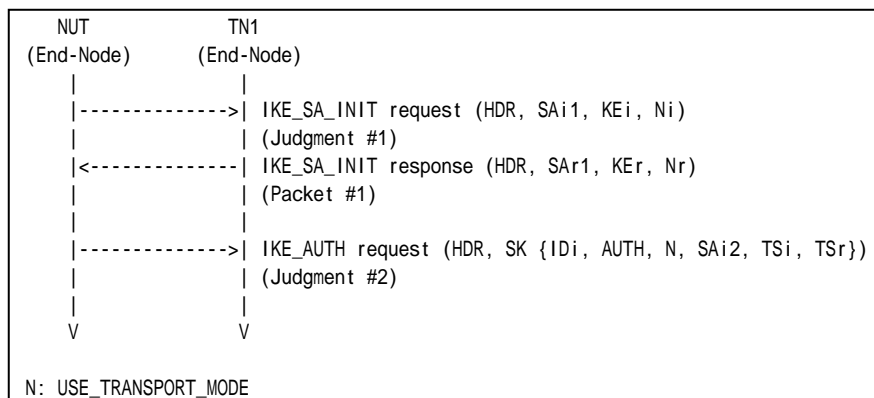 NUT TN1
(End-Node) (End-Node)
| |
|-------------->| IKE_SA_INIT request (HDR, SAi1, KEi, Ni)
| | (Judgment #1)
|<--------------| IKE_SA_INIT response (HDR, SAr1, KEr, Nr)
| | (Packet #1)
| |
|-------------->| IKE_AUTH request (HDR, SK {IDi, AUTH, N, SAi2, TSi, TSr})
| | (Judgment #2)
| |
V V
N: USE_TRANSPORT_MODE